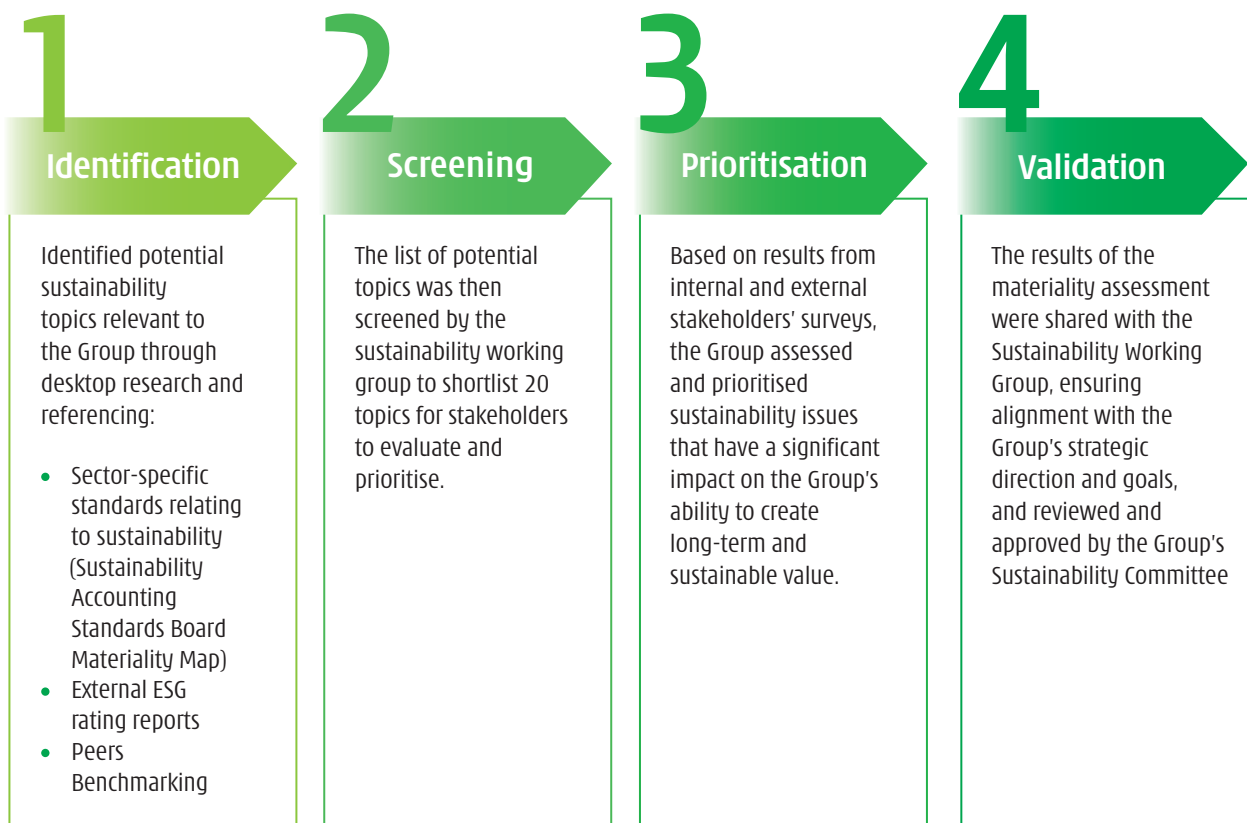 1
Identification
Identified potential
sustainability
topics relevant to
the Group through
desktop research and
referencing:
• Sector-specific
standards relating
to sustainability
(Sustainability
Accounting
Standards Board
Materiality Map)
• External ESG
rating reports
• Peers
Benchmarking
2
Screening
The list of potential
topics was then
screened by the
sustainability working
group to shortlist 20
topics for stakeholders
to evaluate and
prioritise.
3
Prioritisation
Based on results from
internal and external
stakeholders' surveys,
the Group assessed
and prioritised
sustainability issues
that have a significant
impact on the Group's
ability to create
long-term and
sustainable value.
4
Validation
The results of the
materiality assessment
were shared with the
Sustainability Working
Group, ensuring
alignment with the
Group's strategic
direction and goals,
and reviewed and
approved by the Group's
Sustainability Committee